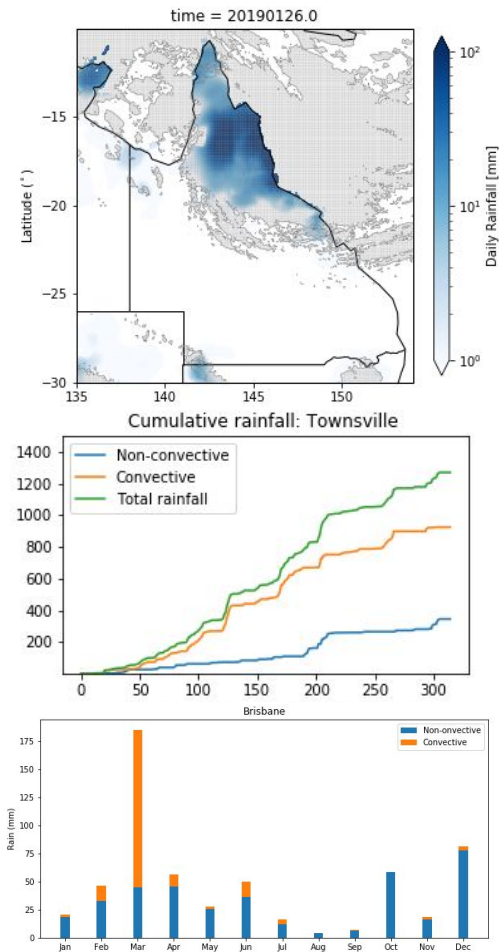 time = 20190126.0
10²
−15
−20
−25
−30
Latitude (°)
10¹
10⁰
Daily Rainfall [mm]
135
140
145
150
Cumulative rainfall: Townsville
1400
1200
1000
800
600
400
200
Non-convective
Convective
Total rainfall
0
50
100
150
200
250
300
Brisbane
175
150
125
100
75
50
25
0
Rain (mm)
Non-onvective
Convective
Jan
Feb
Mar
Apr
May
Jun
Jul
Aug
Sep
Oct
Nov
Dec